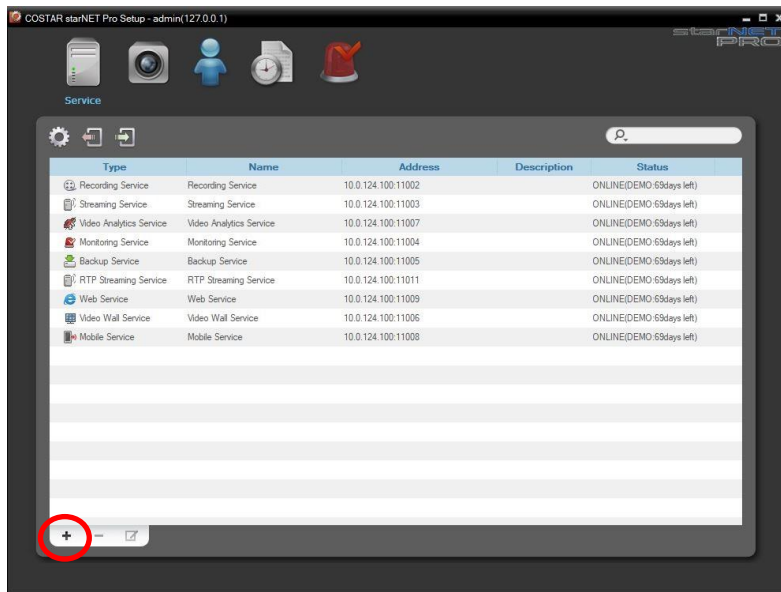 COSTAR starNET Pro Setup - admin(127.0.0.1)
starNET
PRO
Service
Type Name Address Description Status
Recording Service Recording Service 10.0.124.100:11002 ONLINE(DEMO:69days left)
Streaming Service Streaming Service 10.0.124.100:11003 ONLINE(DEMO:69days left)
Video Analytics Service Video Analytics Service 10.0.124.100:11007 ONLINE(DEMO:69days left)
Monitoring Service Monitoring Service 10.0.124.100:11004 ONLINE(DEMO:69days left)
Backup Service Backup Service 10.0.124.100:11005 ONLINE(DEMO:69days left)
RTP Streaming Service RTP Streaming Service 10.0.124.100:11011 ONLINE(DEMO:69days left)
Web Service Web Service 10.0.124.100:11009 ONLINE(DEMO:69days left)
Video Wall Service Video Wall Service 10.0.124.100:11006 ONLINE(DEMO:69days left)
Mobile Service Mobile Service 10.0.124.100:11008 ONLINE(DEMO:69days left)